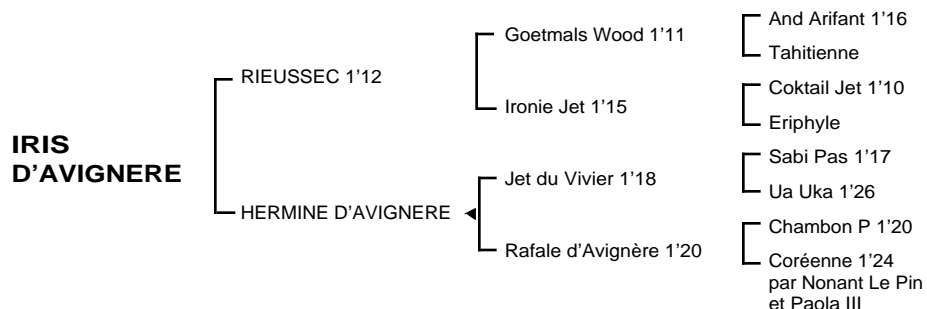 IRIS
D’AVIGNERE
RIEUSSEC 1’12
HERMINE D’AVIGNERE
Goetmals Wood 1’11
Ironie Jet 1’15
Jet du Vivier 1’18
Rafale d’Avignère 1’20
And Arifant 1’16
Tahitienne
Coktail Jet 1’10
Eriphyle
Sabi Pas 1’17
Ua Uka 1’26
Chambon P 1’20
Coréenne 1’24
par Nonant Le Pin
et Paola III